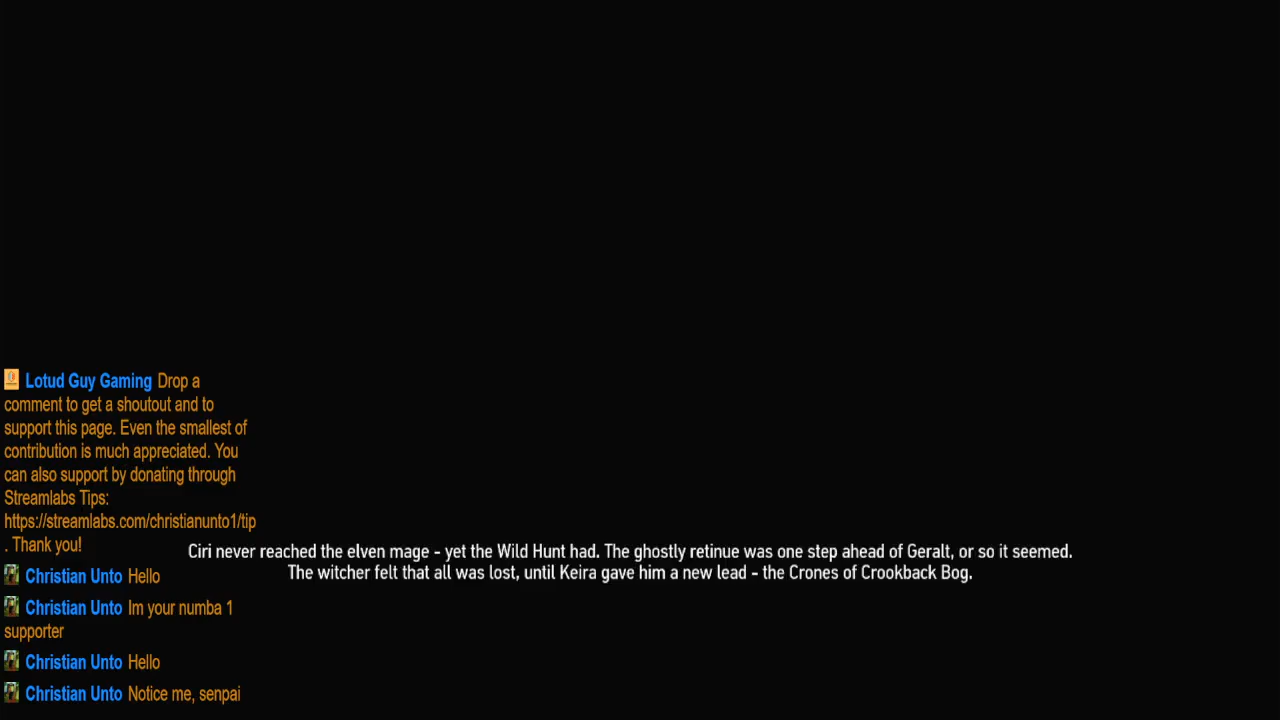 Lotud Guy Gaming Drop a
comment to get a shoutout and to
support this page. Even the smallest of
contribution is much appreciated. You
can also support by donating through
Streamlabs Tips:
https://streamlabs.com/christianunto1/tip
. Thank you!
Ciri never reached the elven mage - yet the Wild Hunt had. The ghostly retinue was one step ahead of Geralt, or so it seemed.
The witcher felt that all was lost, until Keira gave him a new lead - the Crones of Crookback Bog.
Christian Unto Hello
Christian Unto Im your numba 1
supporter
Christian Unto Hello
Christian Unto Notice me, senpai